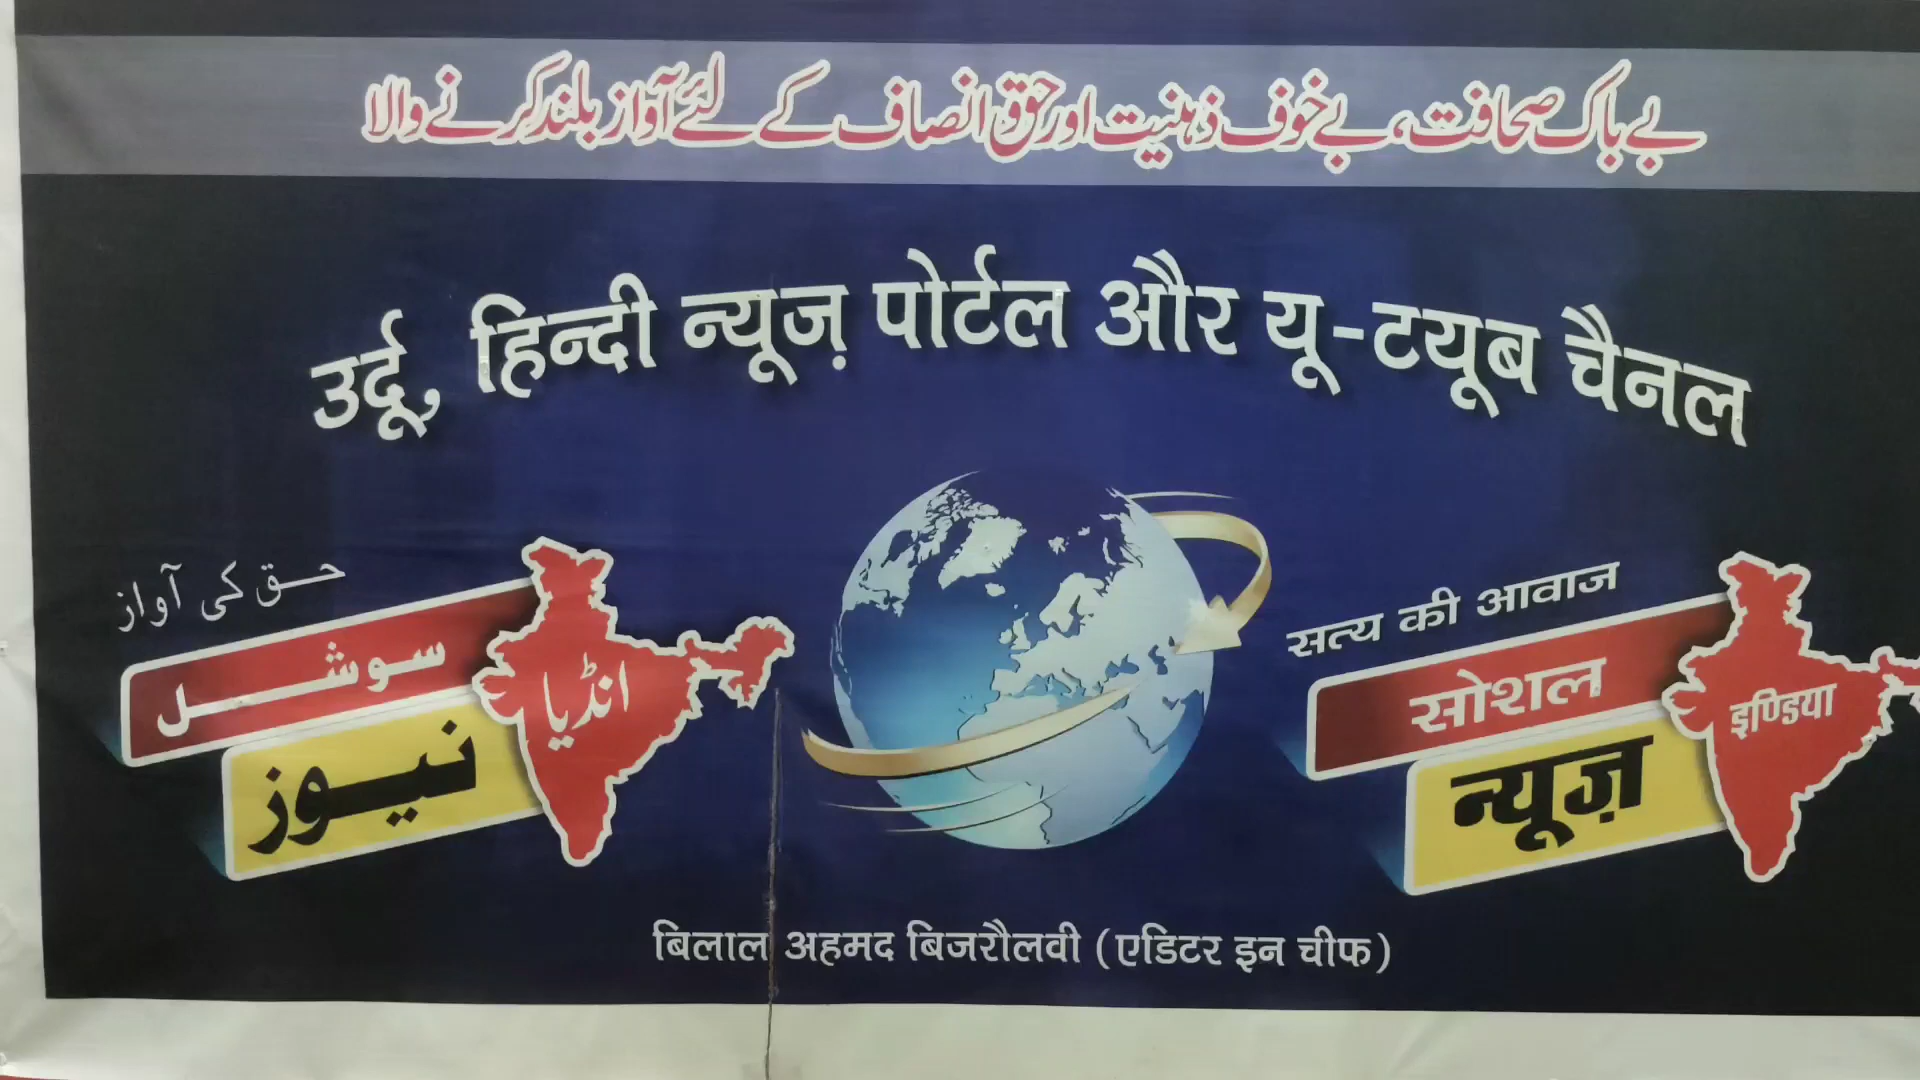 بے باک صحافت، بے خوف ذہنیت اور حق انصاف کے لئے آواز بلند کرنے والا
उर्दू, हिन्दी न्यूज़ पोर्टल और यू-टयूब चैनल
حق کی آواز
سوشل
انڈیا
نیوز
सत्य की आवाज
सोशल
इण्डिया
न्यूज़
बिलाल अहमद बिजरौलवी (एडिटर इन चीफ)